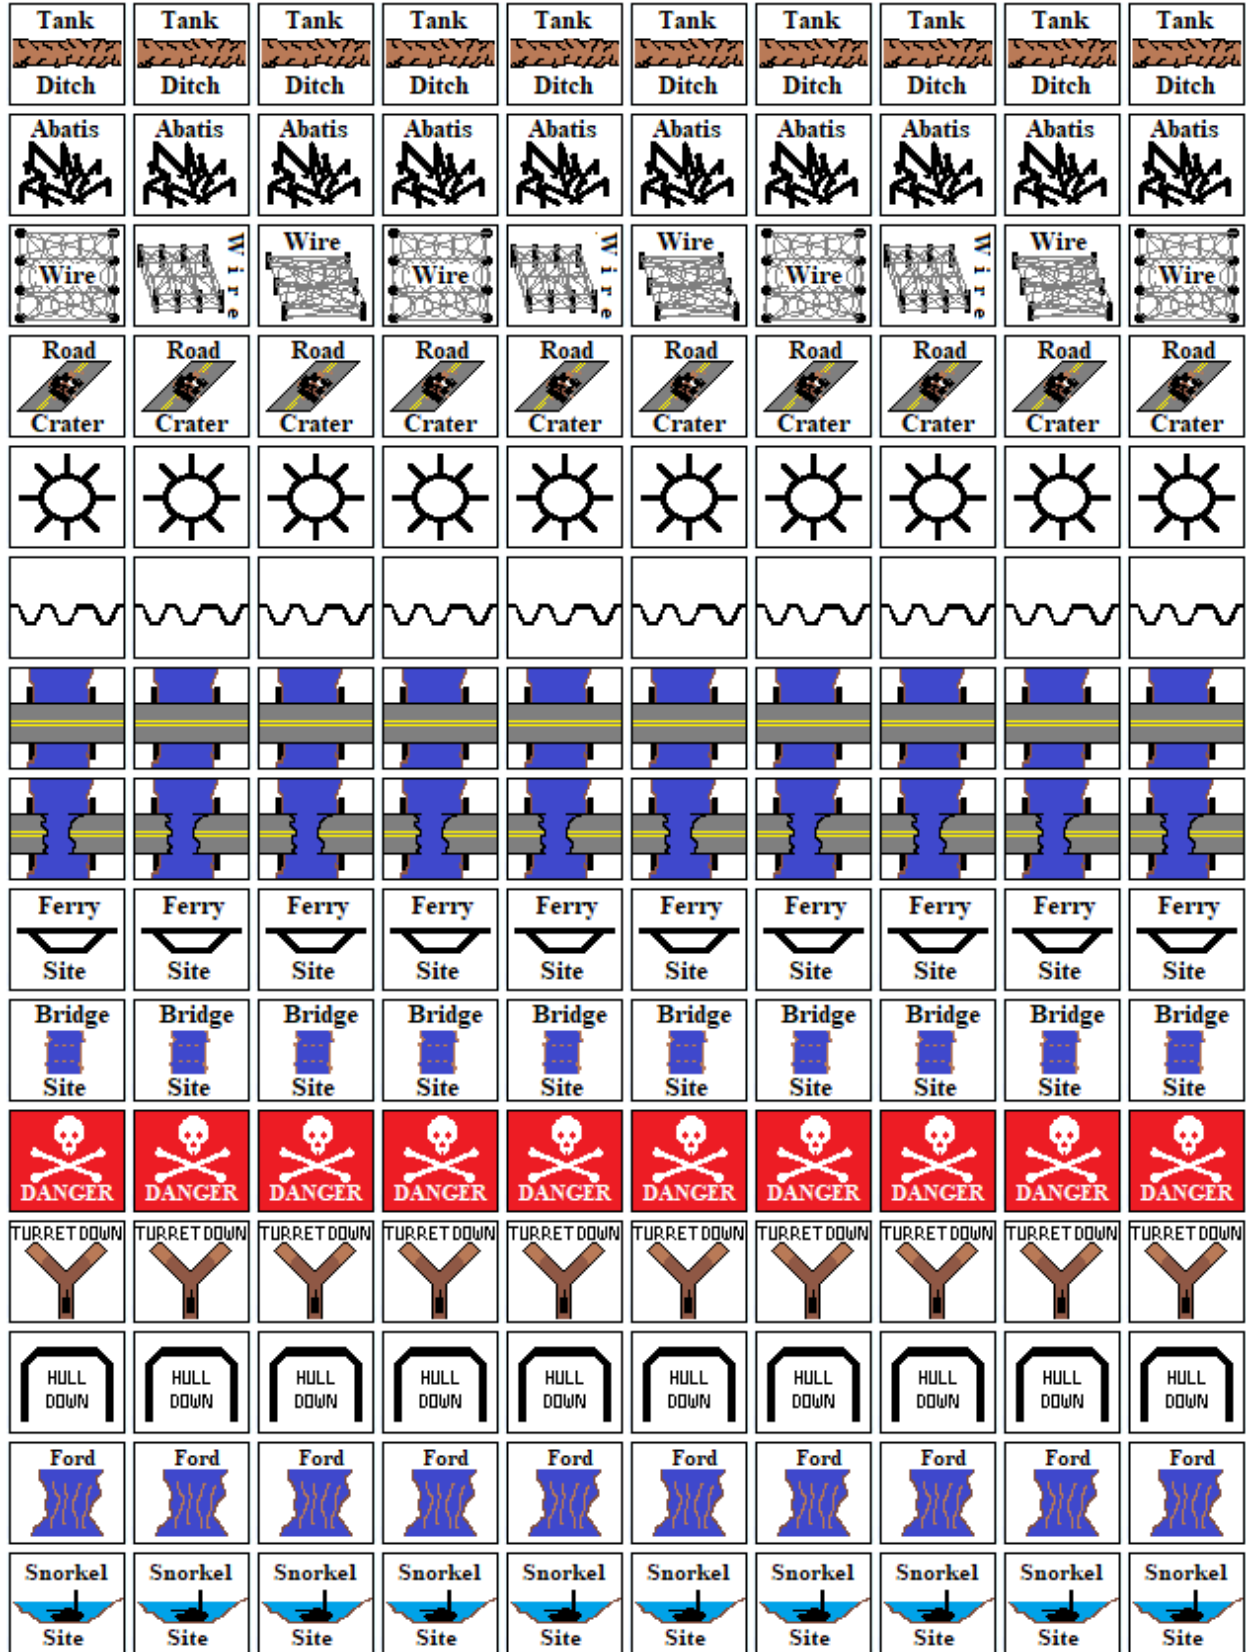 Tank Tank Tank Tank Tank Tank Tank Tank Tank Tank
Ditch Ditch Ditch Ditch Ditch Ditch Ditch Ditch Ditch Ditch
Abatis Abatis Abatis Abatis Abatis Abatis Abatis Abatis Abatis Abatis
Wire Wire Wire Wire Wire Wire Wire Wire Wire Wire
Road Road Road Road Road Road Road Road Road Road
Crater Crater Crater Crater Crater Crater Crater Crater Crater Crater
Ferry Ferry Ferry Ferry Ferry Ferry Ferry Ferry Ferry Ferry
Site Site Site Site Site Site Site Site Site Site
Bridge Bridge Bridge Bridge Bridge Bridge Bridge Bridge Bridge Bridge
Site Site Site Site Site Site Site Site Site Site
DANGER DANGER DANGER DANGER DANGER DANGER DANGER DANGER DANGER DANGER
TURRET DOWN TURRET DOWN TURRET DOWN TURRET DOWN TURRET DOWN TURRET DOWN TURRET DOWN TURRET DOWN TURRET DOWN TURRET DOWN
HULL HULL HULL HULL HULL HULL HULL HULL HULL HULL
DOWN DOWN DOWN DOWN DOWN DOWN DOWN DOWN DOWN DOWN
Ford Ford Ford Ford Ford Ford Ford Ford Ford Ford
Snorkel Snorkel Snorkel Snorkel Snorkel Snorkel Snorkel Snorkel Snorkel Snorkel
Site Site Site Site Site Site Site Site Site Site